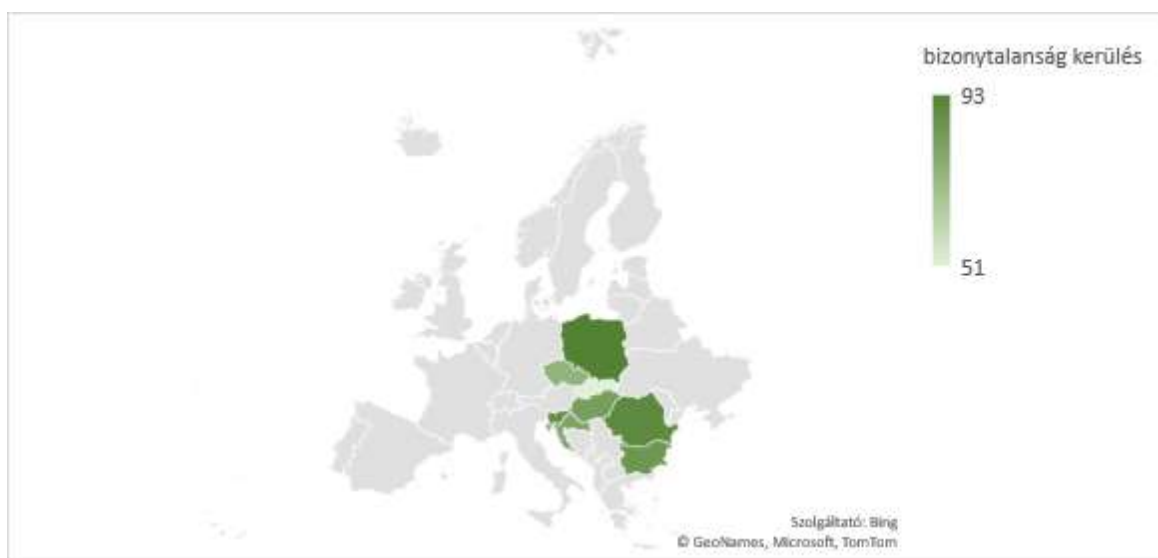 bizonytalanság kerülés
93
51
Szolgáltató: Bing
© GeoNames, Microsoft, TomTom